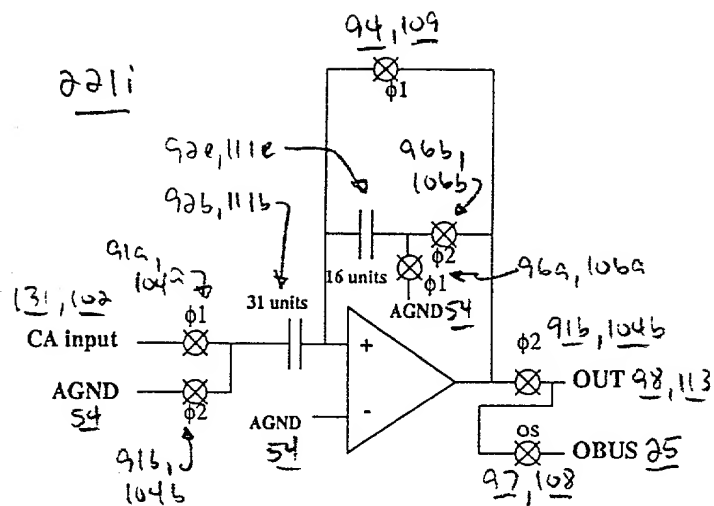 94, 109
φ1
221i
92e, 111e
96b,
106b
92b, 111b
φ2
91a,
104a
16 units
φ1
96a, 106a
131, 102
31 units
AGND 54
φ1
CA input
+
φ2 91b, 104b
AGND
54
φ2
OUT 98, 113
AGND
54
-
os
OBUS 25
91b,
104b
97, 108